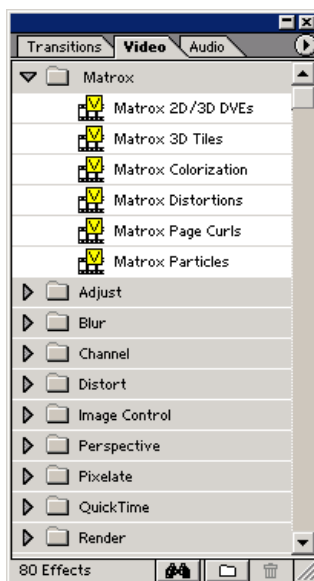 Transitions Video Audio
Matrox
Matrox 2D/3D DVEs
Matrox 3D Tiles
Matrox Colorization
Matrox Distortions
Matrox Page Curls
Matrox Particles
Adjust
Blur
Channel
Distort
Image Control
Perspective
Pixelate
QuickTime
Render
80 Effects